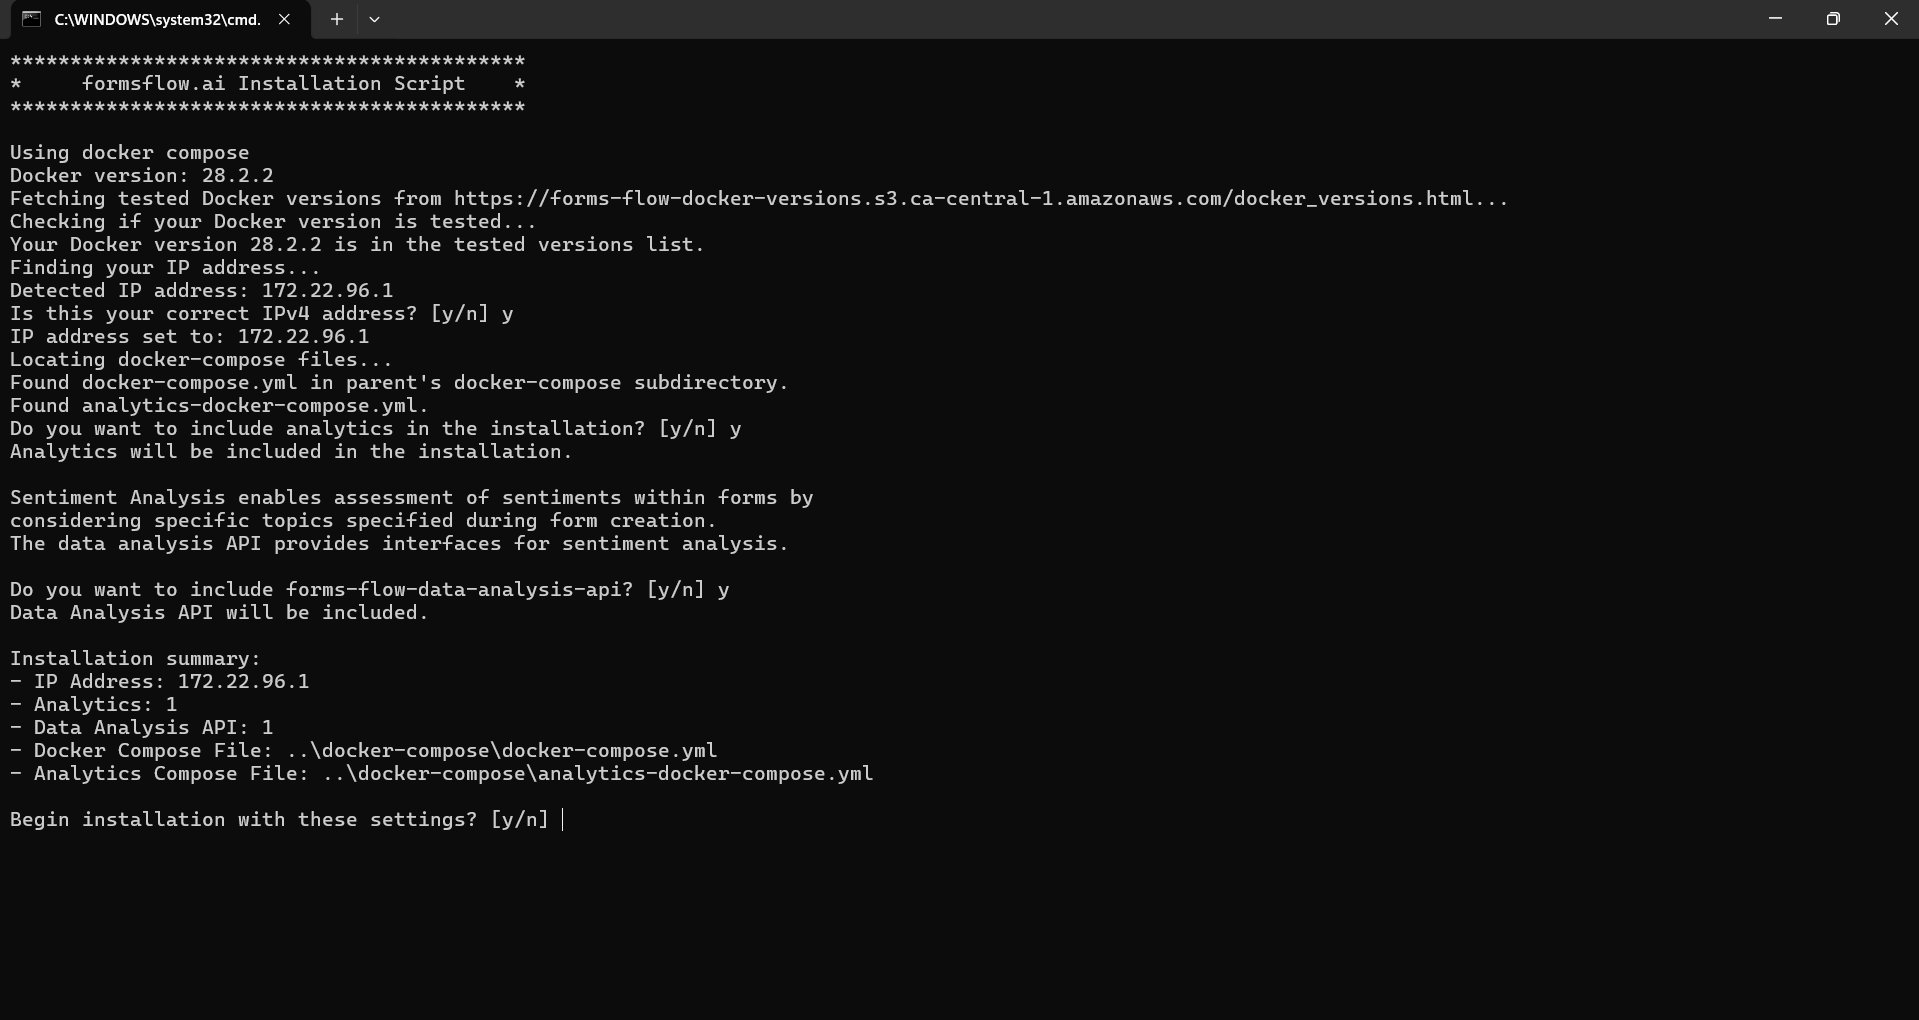 C:\WINDOWS\system32\cmd.
*******************************************
*     formsflow.ai Installation Script    *
*******************************************
Using docker compose
Docker version: 28.2.2
Fetching tested Docker versions from https://forms-flow-docker-versions.s3.ca-central-1.amazonaws.com/docker_versions.html...
Checking if your Docker version is tested...
Your Docker version 28.2.2 is in the tested versions list.
Finding your IP address...
Detected IP address: 172.22.96.1
Is this your correct IPv4 address? [y/n] y
IP address set to: 172.22.96.1
Locating docker-compose files...
Found docker-compose.yml in parent's docker-compose subdirectory.
Found analytics-docker-compose.yml.
Do you want to include analytics in the installation? [y/n] y
Analytics will be included in the installation.
Sentiment Analysis enables assessment of sentiments within forms by
considering specific topics specified during form creation.
The data analysis API provides interfaces for sentiment analysis.
Do you want to include forms-flow-data-analysis-api? [y/n] y
Data Analysis API will be included.
Installation summary:
- IP Address: 172.22.96.1
- Analytics: 1
- Data Analysis API: 1
- Docker Compose File: ..\docker-compose\docker-compose.yml
- Analytics Compose File: ..\docker-compose\analytics-docker-compose.yml
Begin installation with these settings? [y/n]